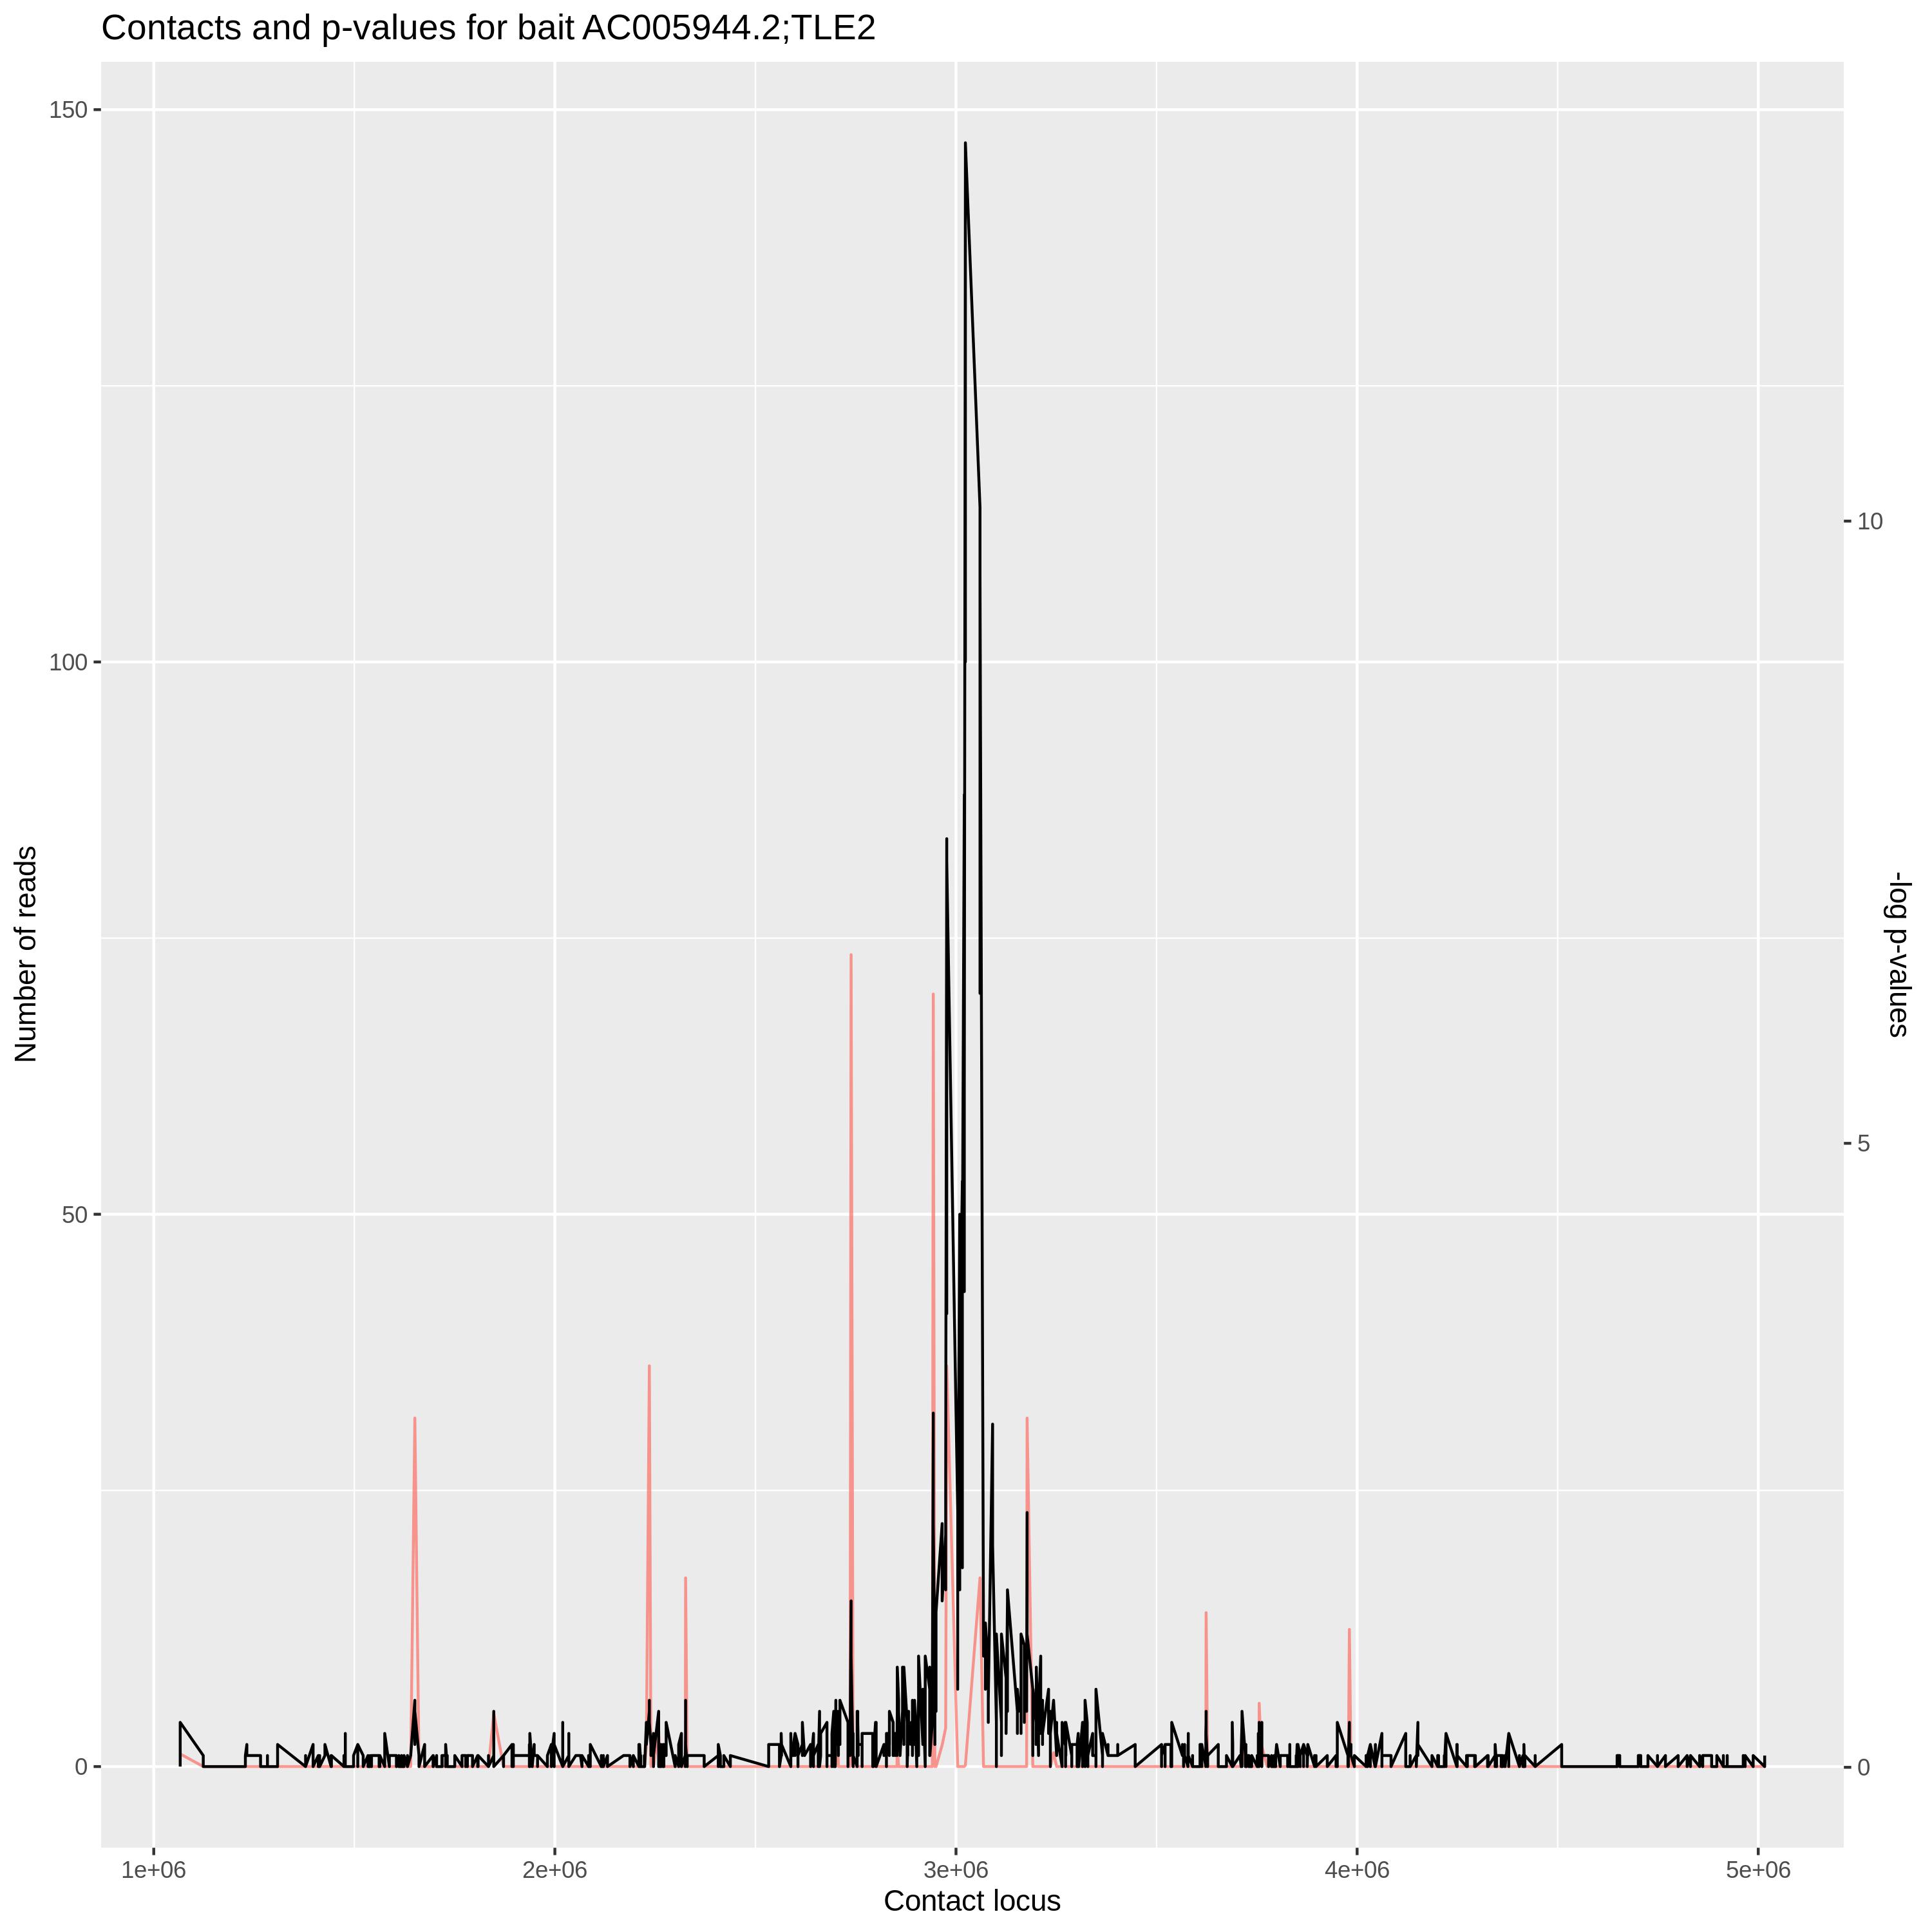 Contacts and p-values for bait AC005944.2;TLE2
150
100
50
0
Number of reads
10
5
0
-log p-values
1e+06
2e+06
3e+06
4e+06
5e+06
Contact locus